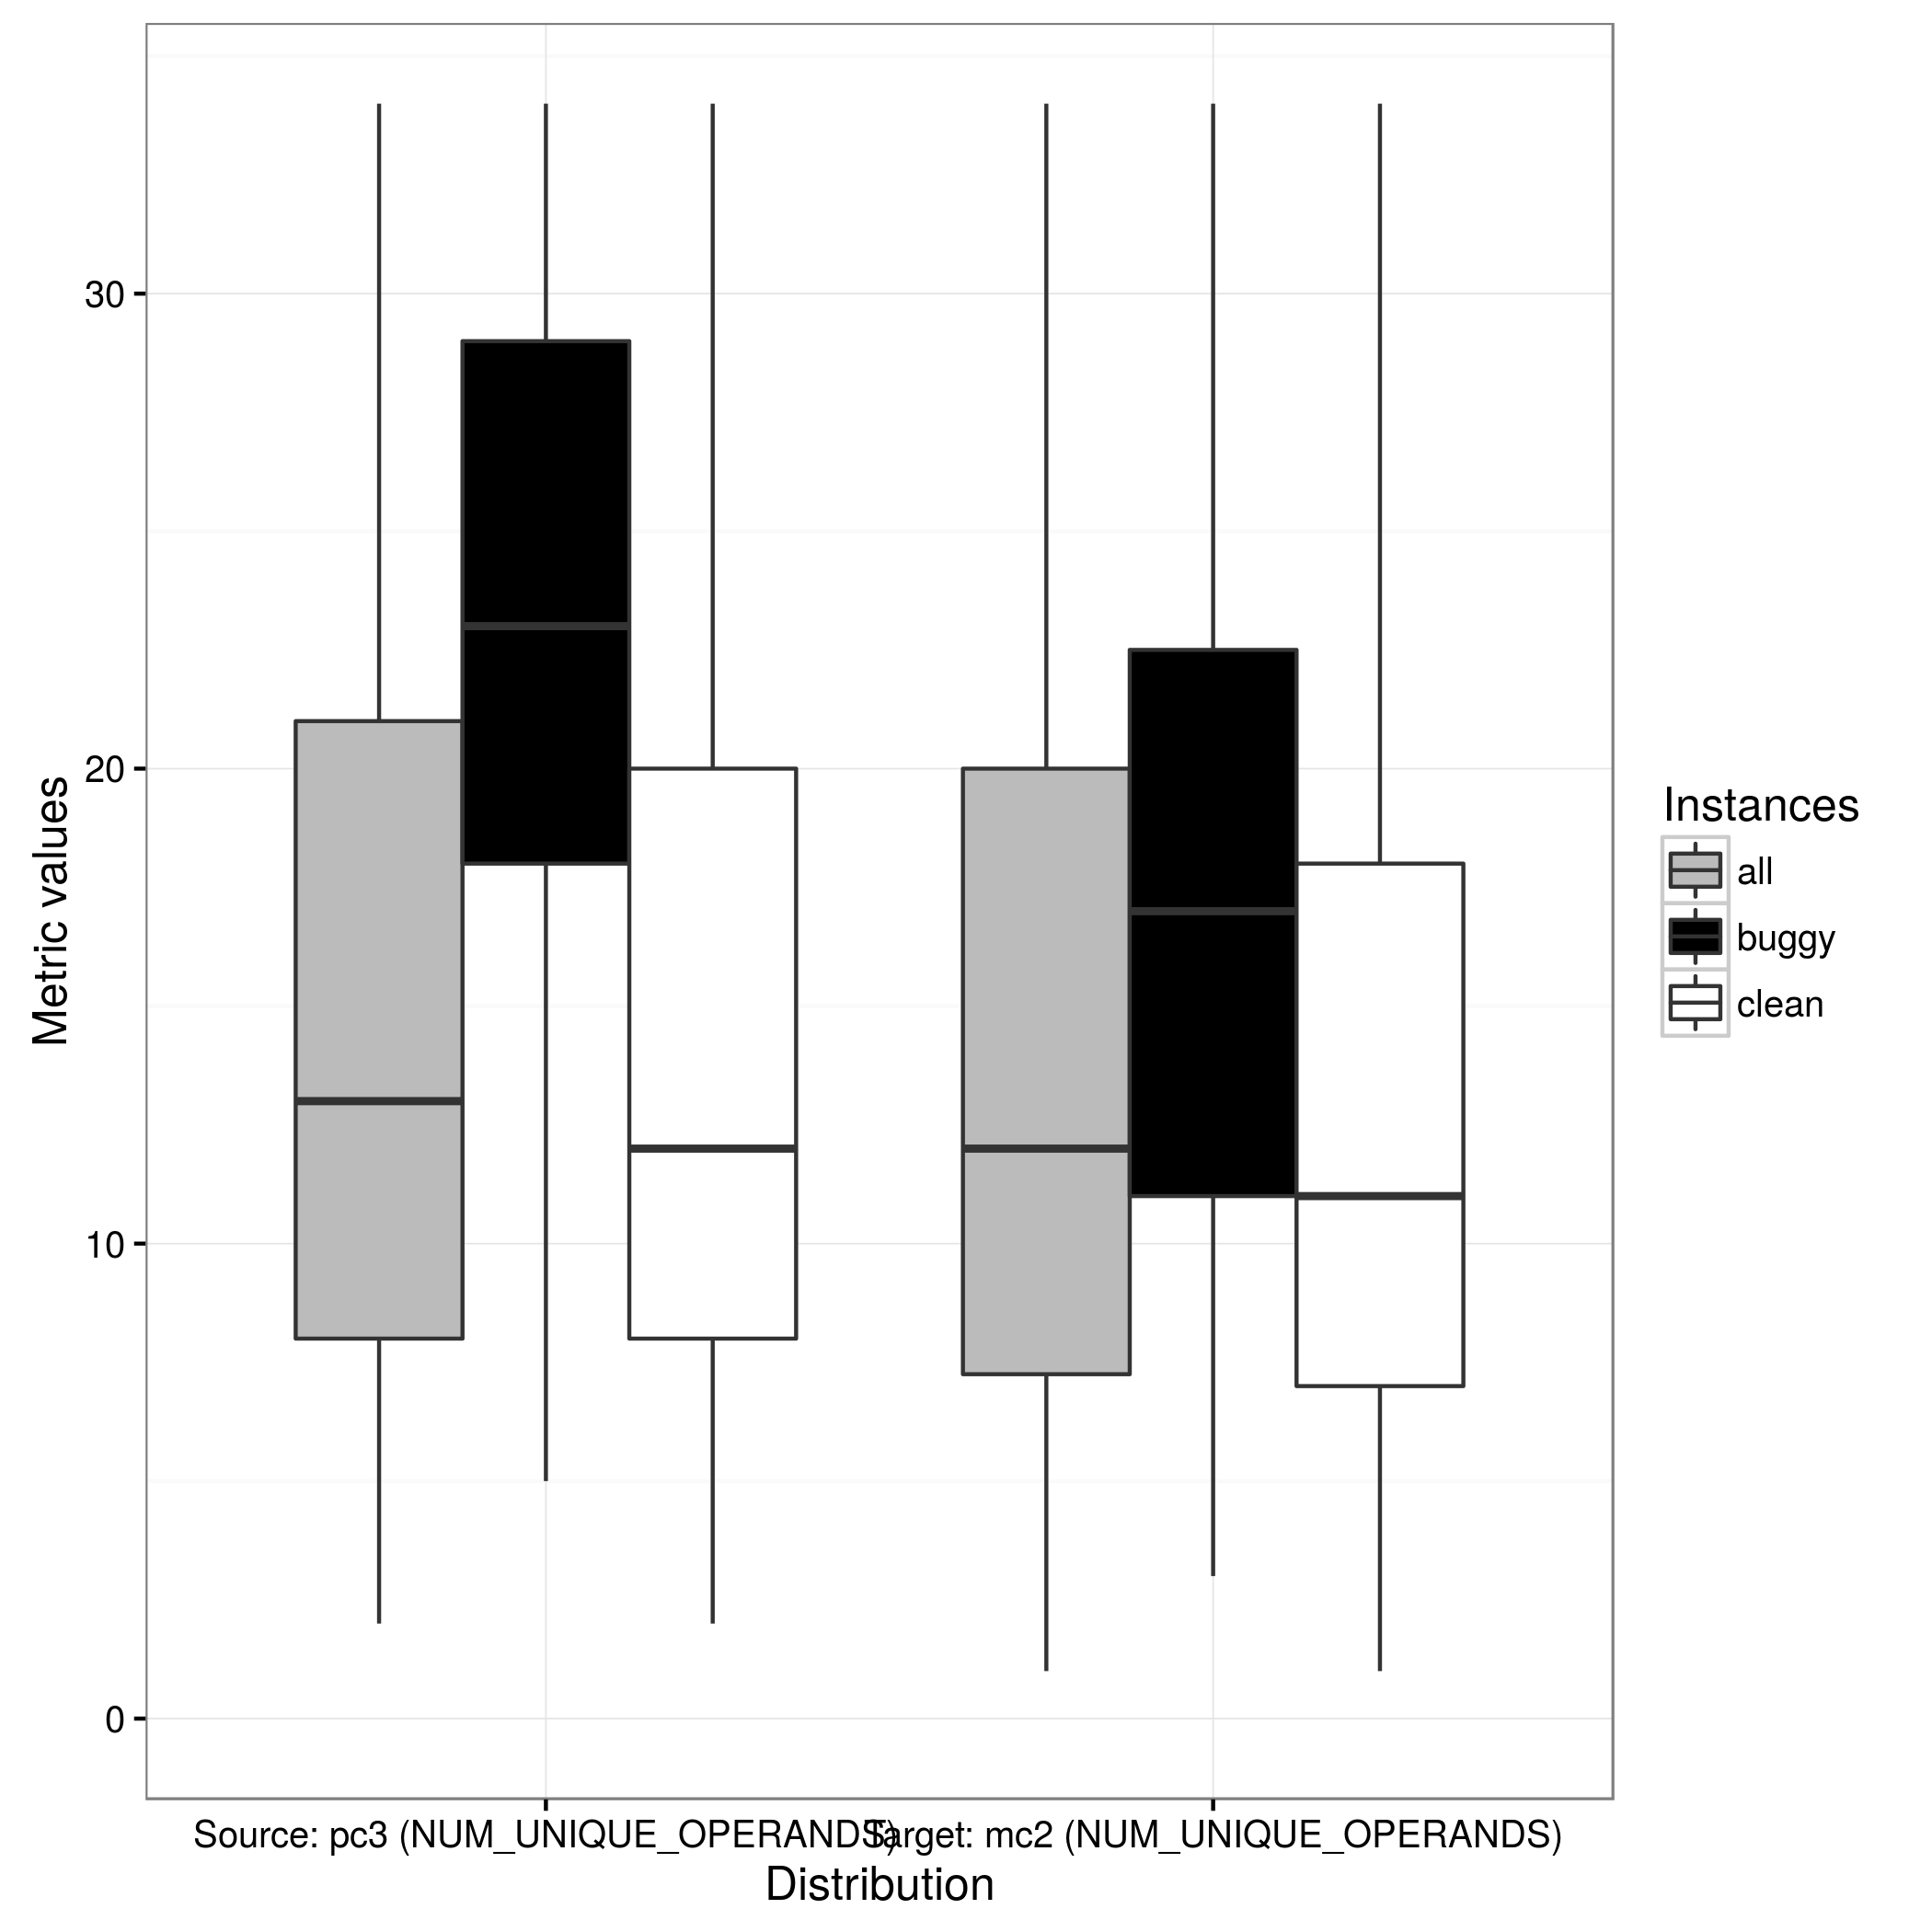 Metric values
30
20
10
0
Source: pc3 (NUM_UNIQUE_OPERANDS)
Target: mc2 (NUM_UNIQUE_OPERANDS)
Distribution
Instances
all
buggy
clean